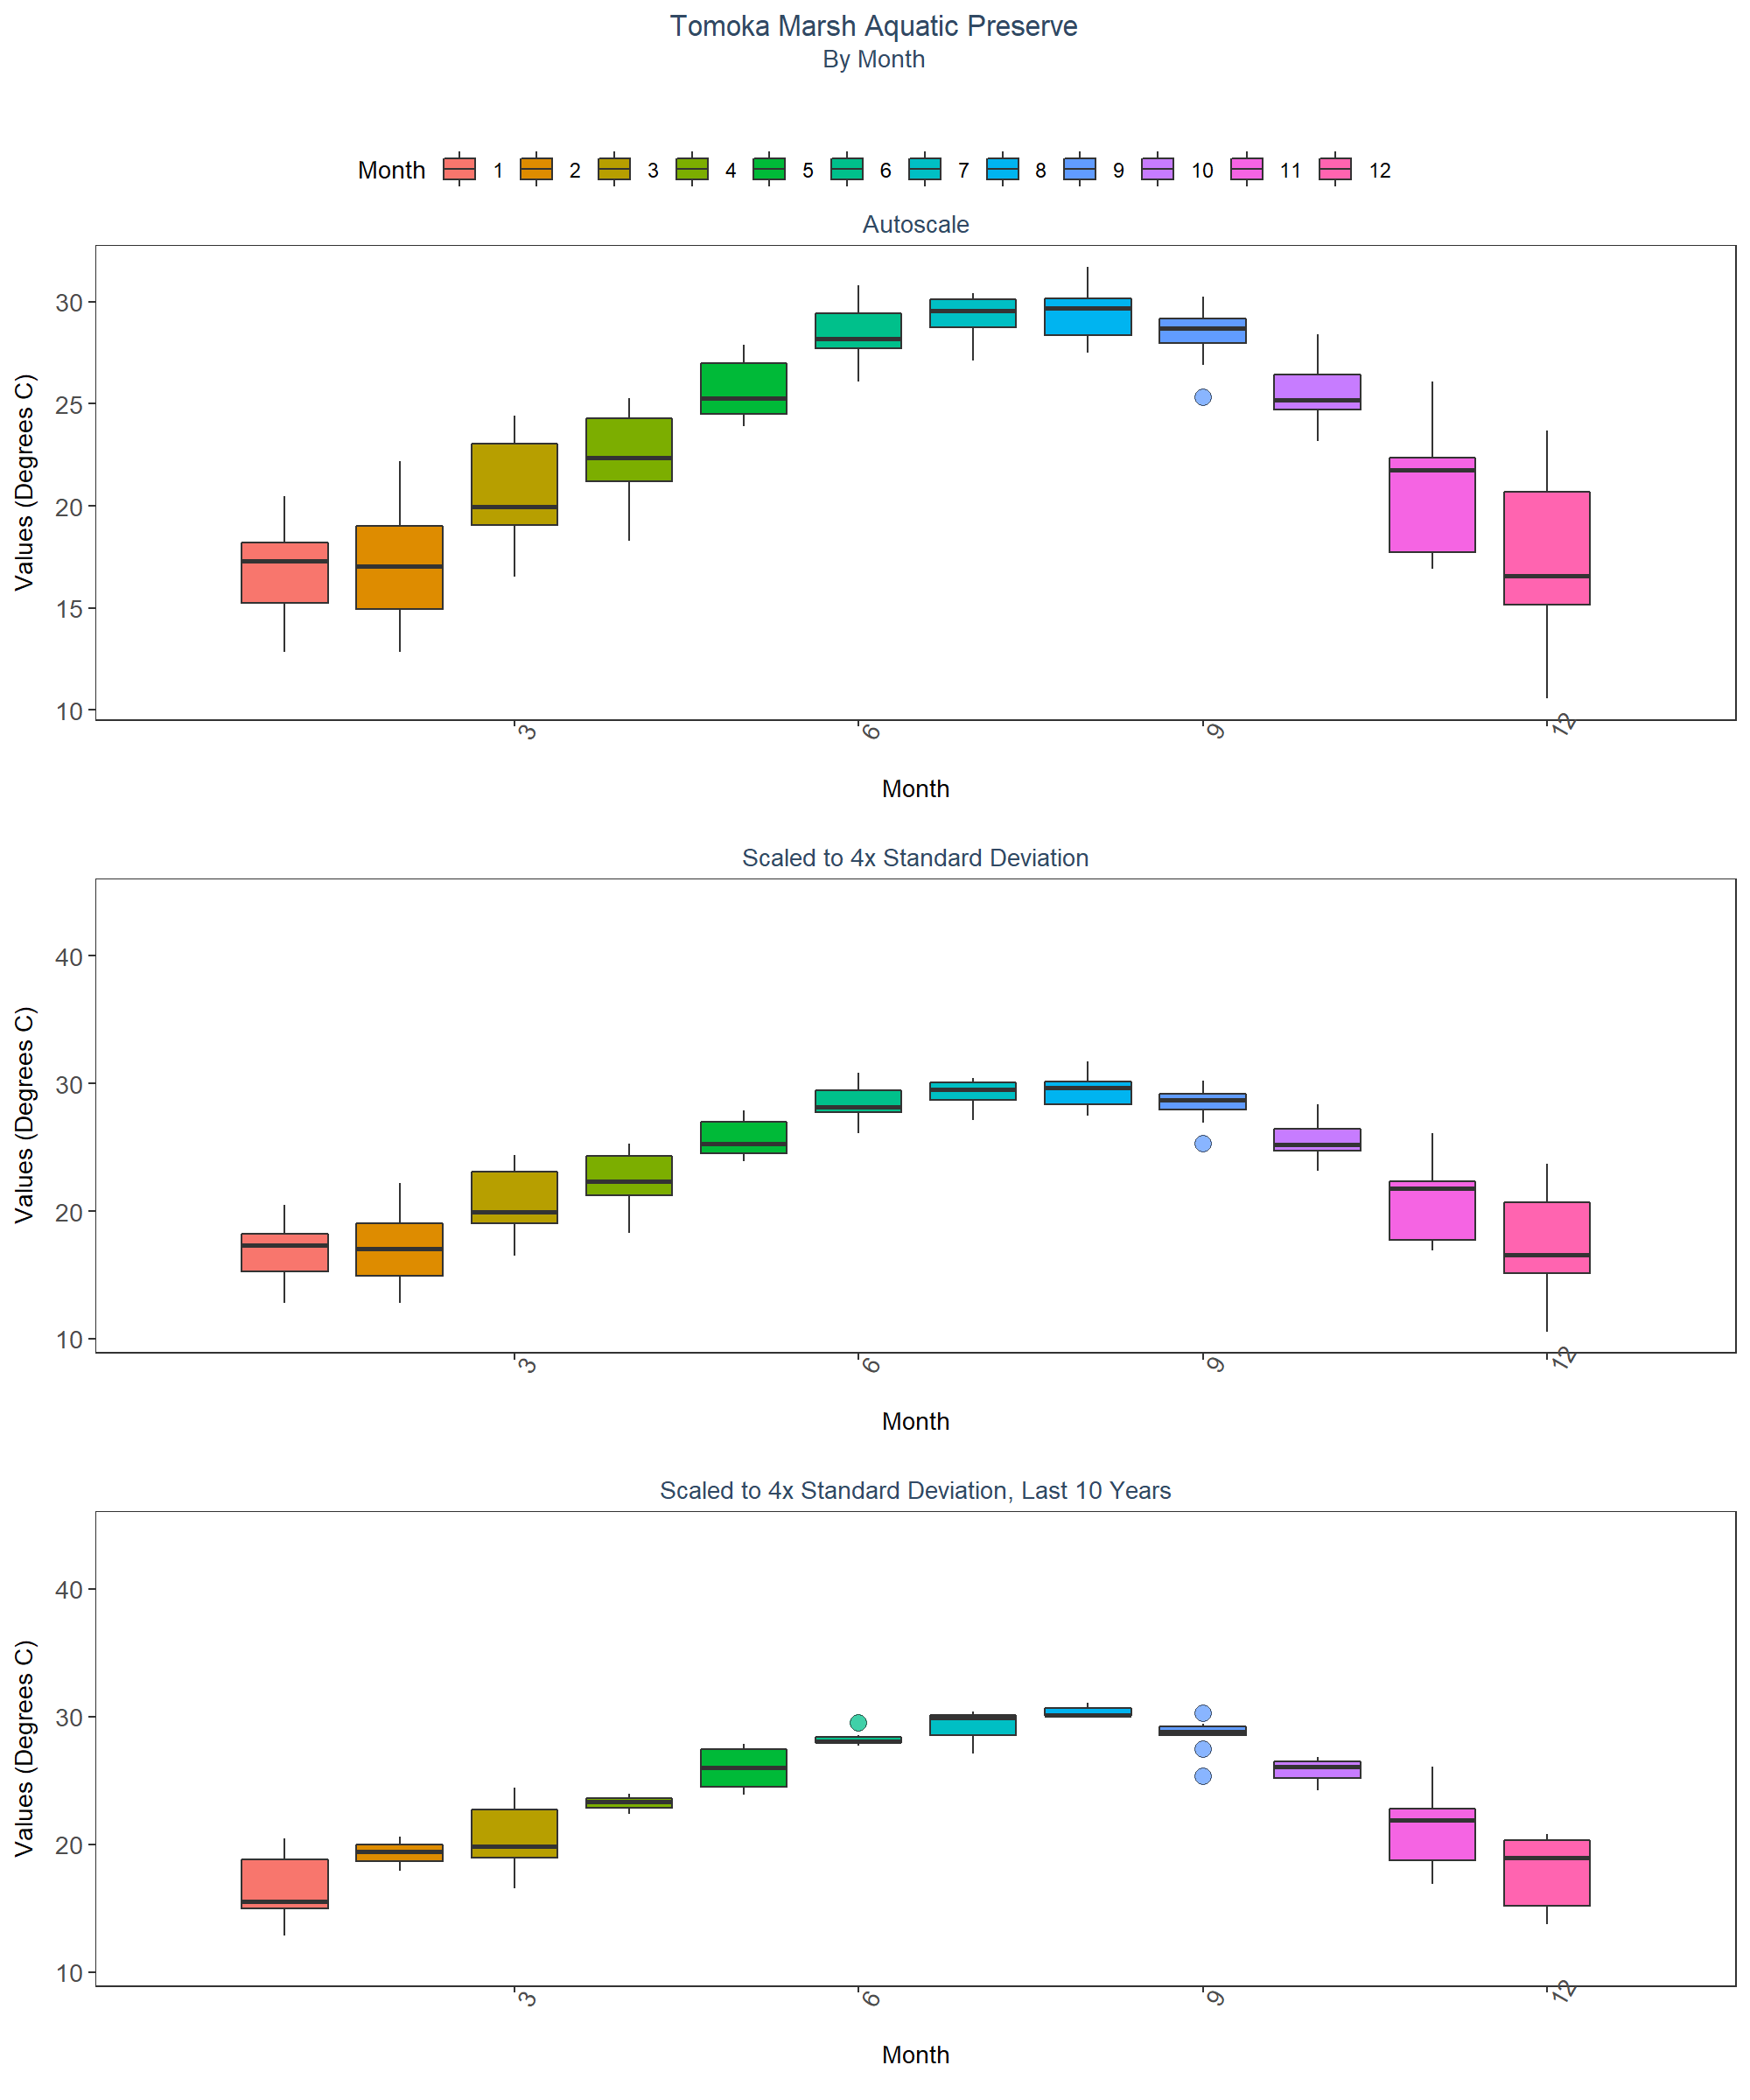 Tomoka Marsh Aquatic Preserve
By Month
Month 1 2 3 4 5 6 7 8 9 10 11 12
Autoscale
Values (Degrees C)
30
25
20
15
10
3 6 9 12
Month
Scaled to 4x Standard Deviation
Values (Degrees C)
40
30
20
10
3 6 9 12
Month
Scaled to 4x Standard Deviation, Last 10 Years
Values (Degrees C)
40
30
20
10
3 6 9 12
Month